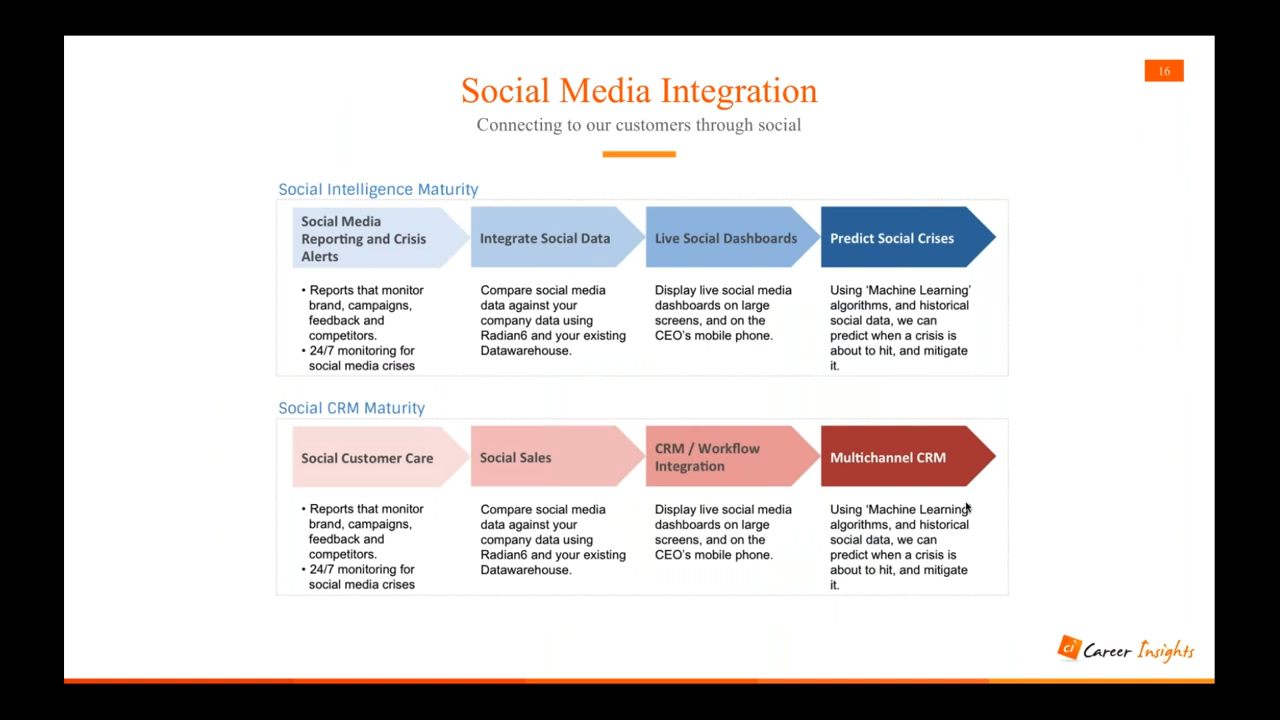 16
Social Media Integration
Connecting to our customers through social
Social Intelligence Maturity
Social Media
Reporting and Crisis
Alerts
Integrate Social Data
Live Social Dashboards
Predict Social Crises
• Reports that monitor
brand, campaigns,
feedback and
competitors.
• 24/7 monitoring for
social media crises
Compare social media
data against your
company data using
Radian6 and your existing
Datawarehouse.
Display live social media
dashboards on large
screens, and on the
CEO's mobile phone.
Using ‘Machine Learning’
algorithms, and historical
social data, we can
predict when a crisis is
about to hit, and mitigate
it.
Social CRM Maturity
Social Customer Care
Social Sales
CRM / Workflow
Integration
Multichannel CRM
• Reports that monitor
brand, campaigns,
feedback and
competitors.
• 24/7 monitoring for
social media crises
Compare social media
data against your
company data using
Radian6 and your existing
Datawarehouse.
Display live social media
dashboards on large
screens, and on the
CEO's mobile phone.
Using ‘Machine Learning’
algorithms, and historical
social data, we can
predict when a crisis is
about to hit, and mitigate
it.
ci Career Insights